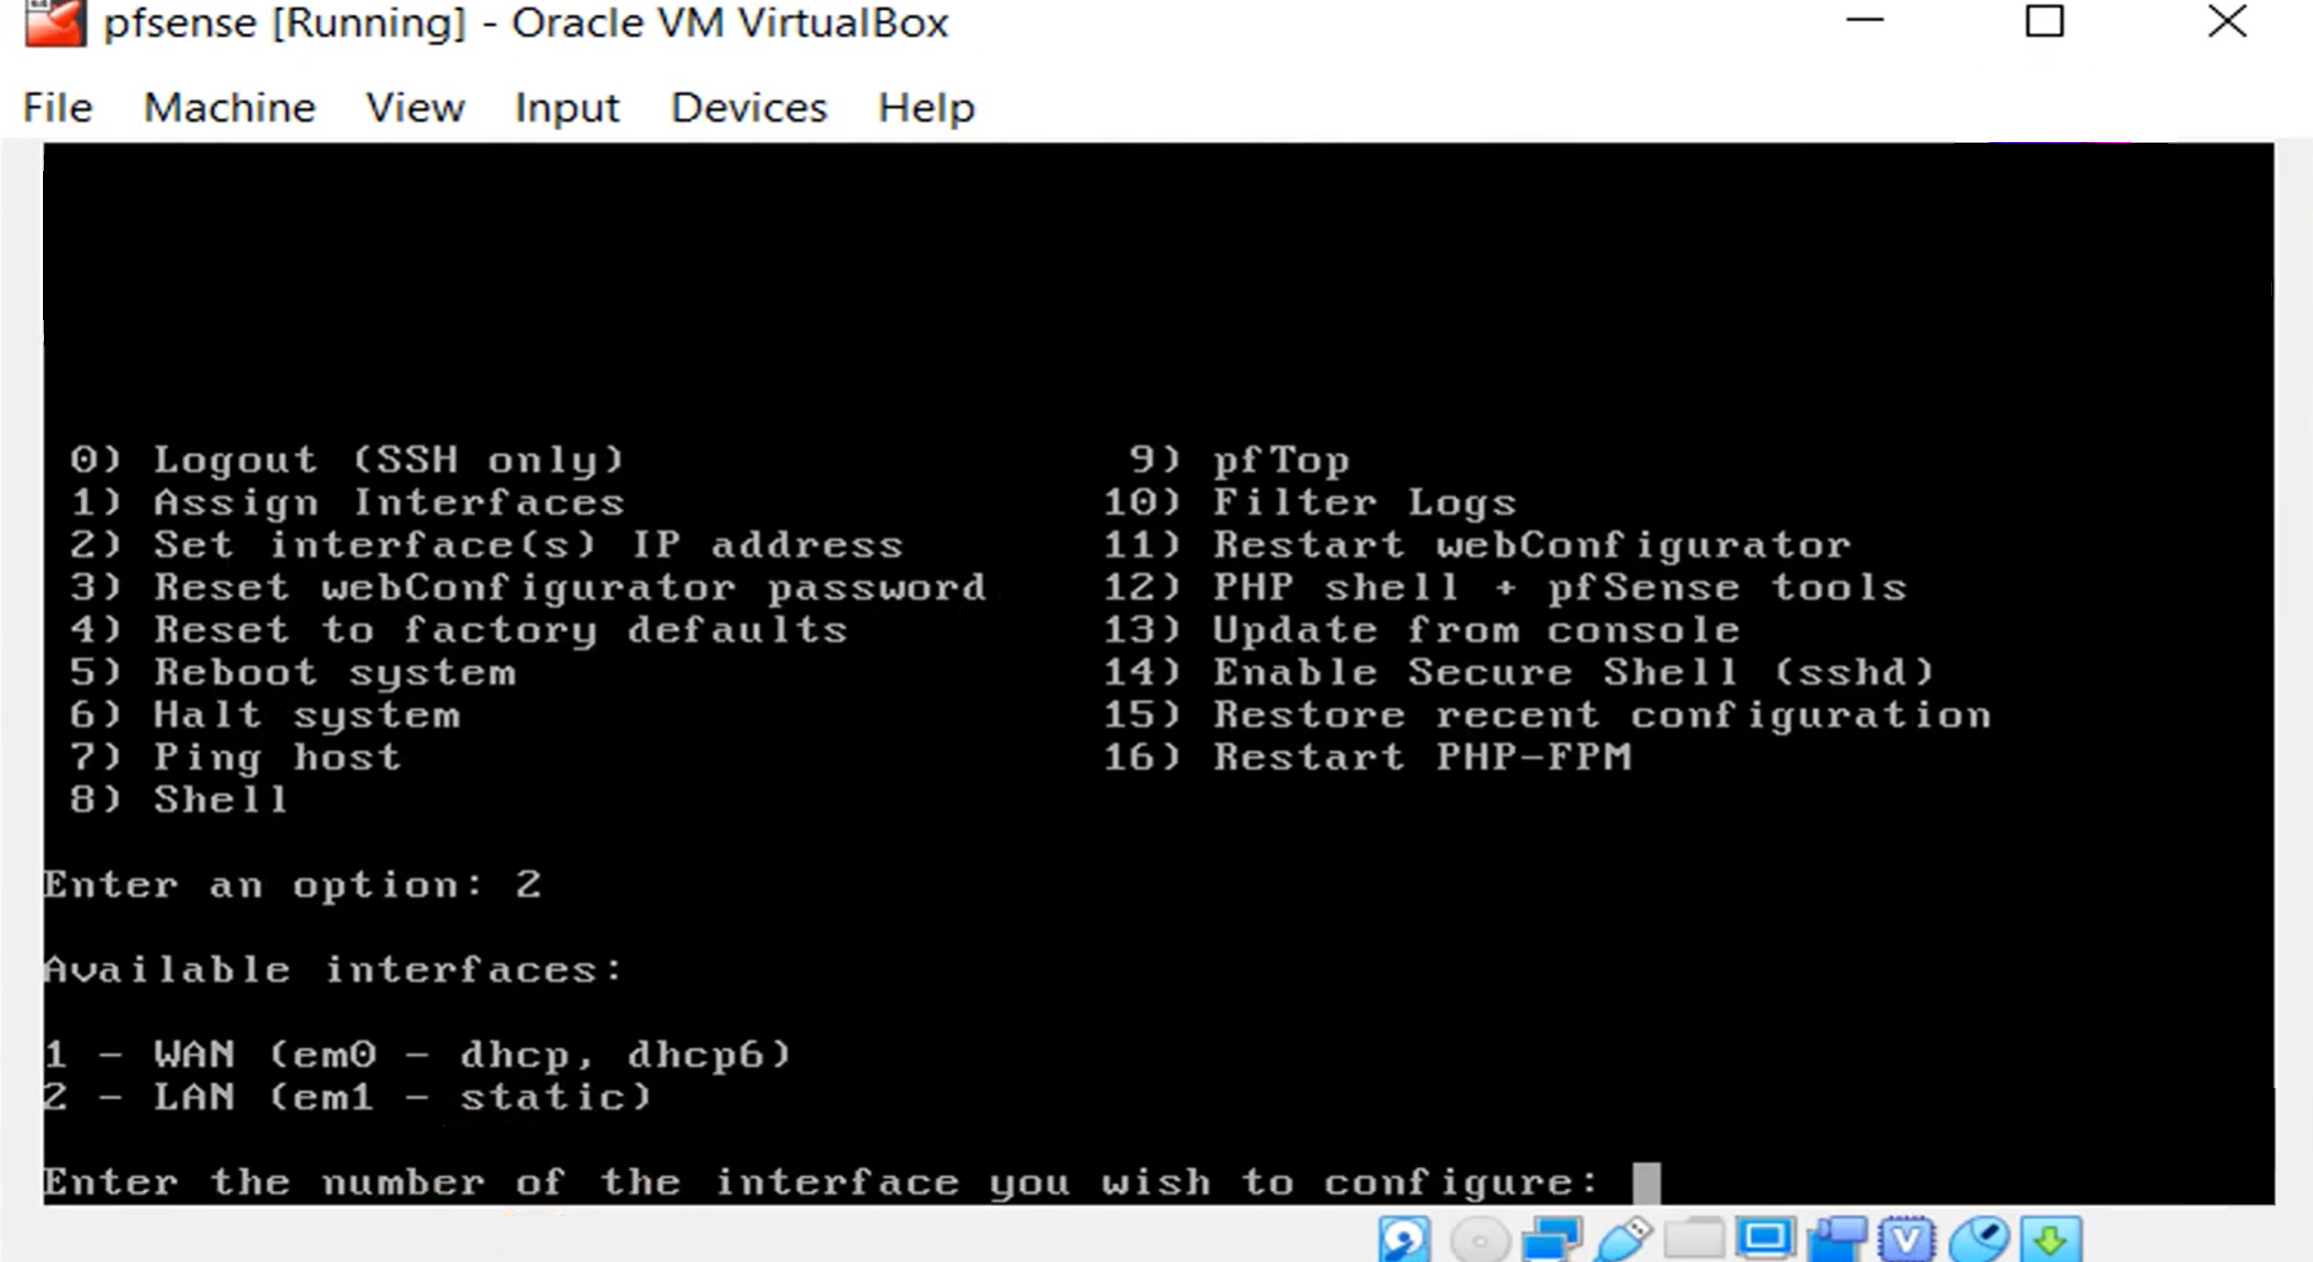 pfsense [Running] - Oracle VM VirtualBox
File Machine View Input Devices Help
0) Logout (SSH only) 9) pfTop
1) Assign Interfaces 10) Filter Logs
2) Set interface(s) IP address 11) Restart webConfigurator
3) Reset webConfigurator password 12) PHP shell + pfSense tools
4) Reset to factory defaults 13) Update from console
5) Reboot system 14) Enable Secure Shell (sshd)
6) Halt system 15) Restore recent configuration
7) Ping host 16) Restart PHP-FPM
8) Shell
Enter an option: 2
Available interfaces:
1 - WAN (em0 - dhcp, dhcp6)
2 - LAN (em1 - static)
Enter the number of the interface you wish to configure: